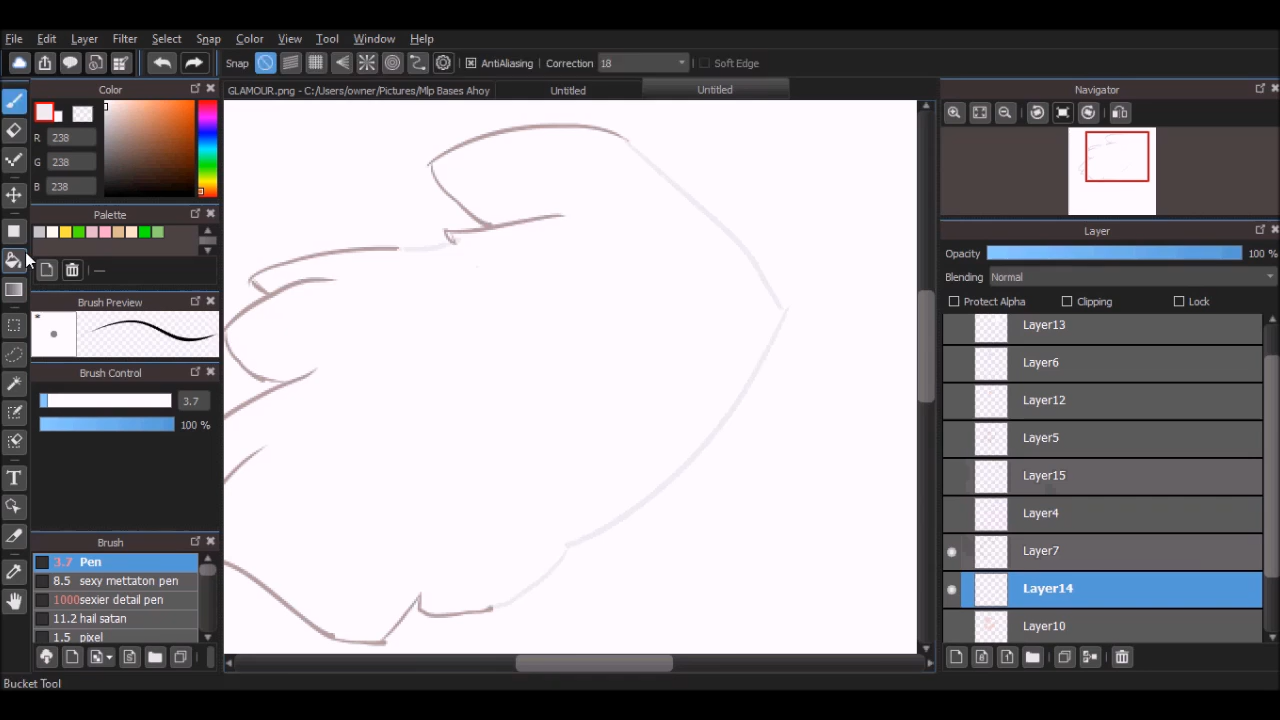 File Edit Layer Filter Select Snap Color View Tool Window Help
Snap AntiAliasing Correction 18 Soft Edge
Color
GLAMOUR.png - C:/Users/owner/Pictures/Mlp Bases Ahoy Untitled Untitled
Navigator
R 238
G 238
B 238
Palette
Layer
Opacity 100 %
Blending Normal
Protect Alpha Clipping Lock
Brush Preview
*
Brush Control
3.7
100 %
Layer13
Layer6
Layer12
Layer5
Layer15
Layer4
Layer7
Layer14
Layer10
Brush
3.7 Pen
8.5 sexy mettaton pen
1000 sexier detail pen
11.2 hail satan
1.5 pixel
Bucket Tool